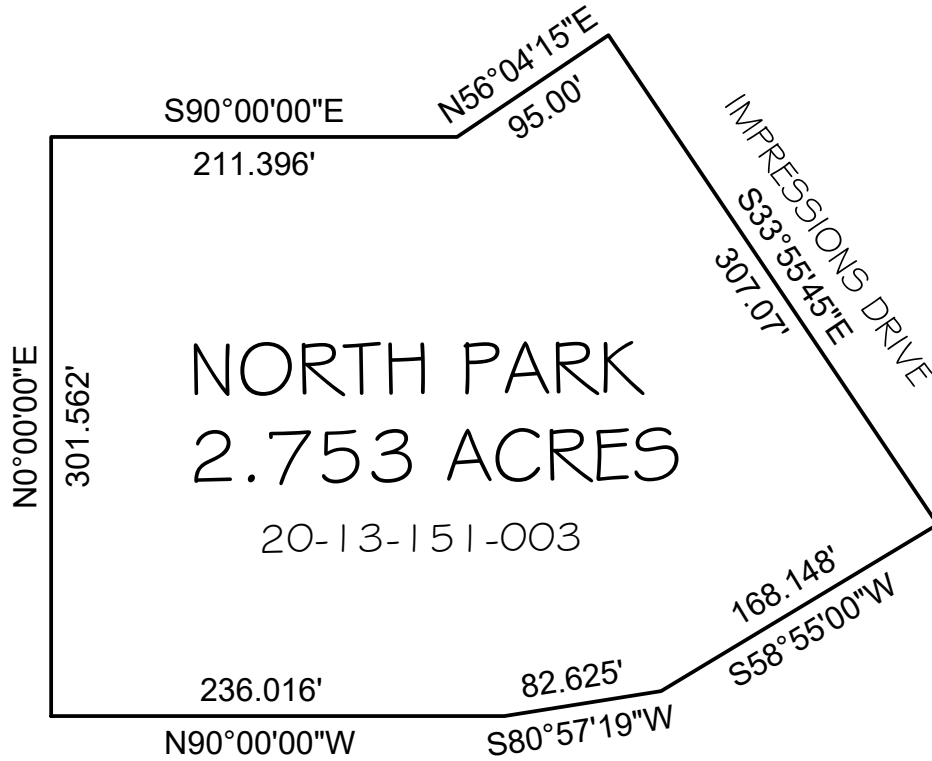 N56°04'15"E
95.00'
S90°00'00"E
211.396'
IMPRESSIONS DRIVE
S33°55'45"E
307.07'
N0°00'00"E
301.562'
NORTH PARK
2.753 ACRES
20-13-151-003
168.148'
S58°55'00"W
82.625'
S80°57'19"W
236.016'
N90°00'00"W